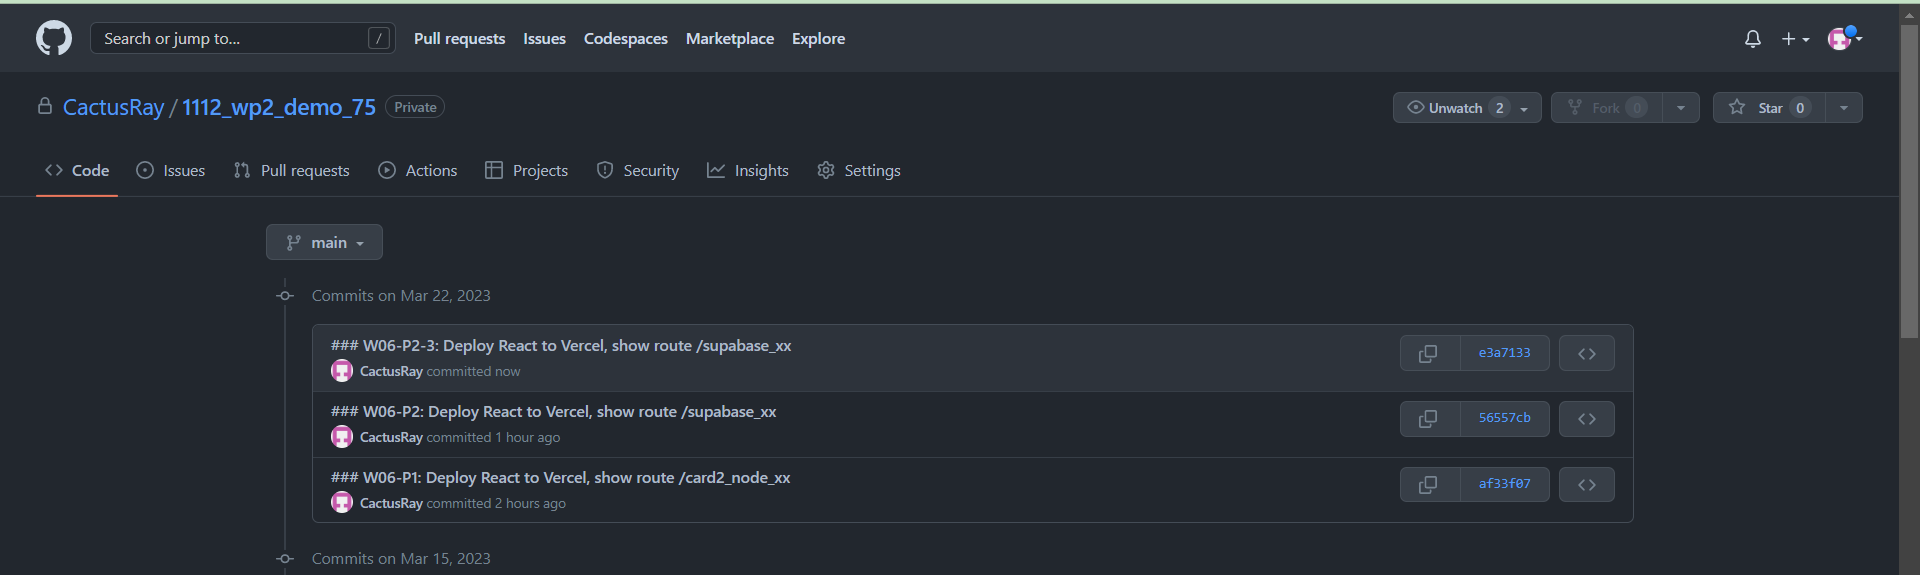 Search or jump to... /
Pull requests Issues Codespaces Marketplace Explore
CactusRay / 1112_wp2_demo_75 Private
Unwatch 2 Fork 0 Star 0
Code Issues Pull requests Actions Projects Security Insights Settings
main
Commits on Mar 22, 2023
### W06-P2-3: Deploy React to Vercel, show route /supabase_xx
e3a7133
CactusRay committed now
### W06-P2: Deploy React to Vercel, show route /supabase_xx
56557cb
CactusRay committed 1 hour ago
### W06-P1: Deploy React to Vercel, show route /card2_node_xx
af33f07
CactusRay committed 2 hours ago
Commits on Mar 15, 2023